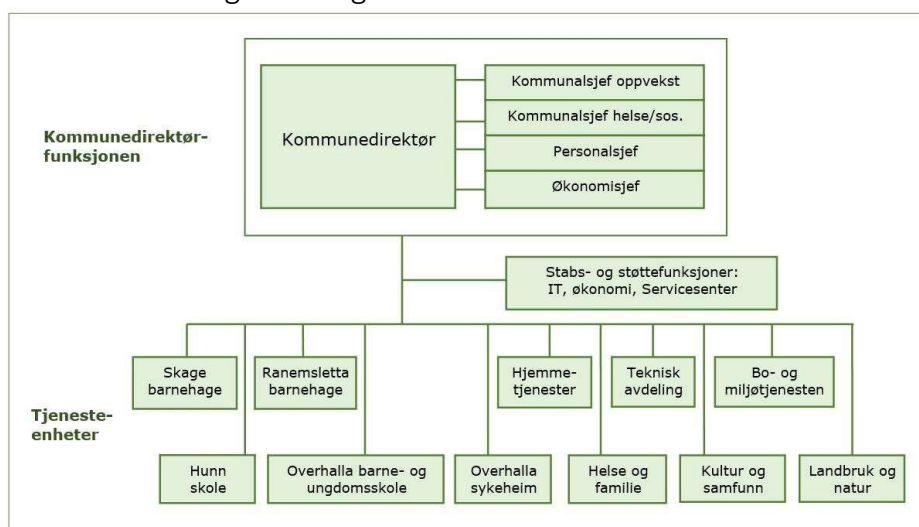 Kommunedirektør-
funksjonen
Kommunedirektør
Kommunalsjef oppvekst
Kommunalsjef helse/sos.
Personalsjef
Økonomisjef
Stabs- og støttefunksjoner:
IT, økonomi, Servicesenter
Tjeneste-
enheter
Skage
barnehage
Ranemsletta
barnehage
Hjemme-
tjenester
Teknisk
avdeling
Bo- og
miljøtjenesten
Hunn
skole
Overhalla barne- og
ungdomsskole
Overhalla
sykeheim
Helse og
familie
Kultur og
samfunn
Landbruk og
natur